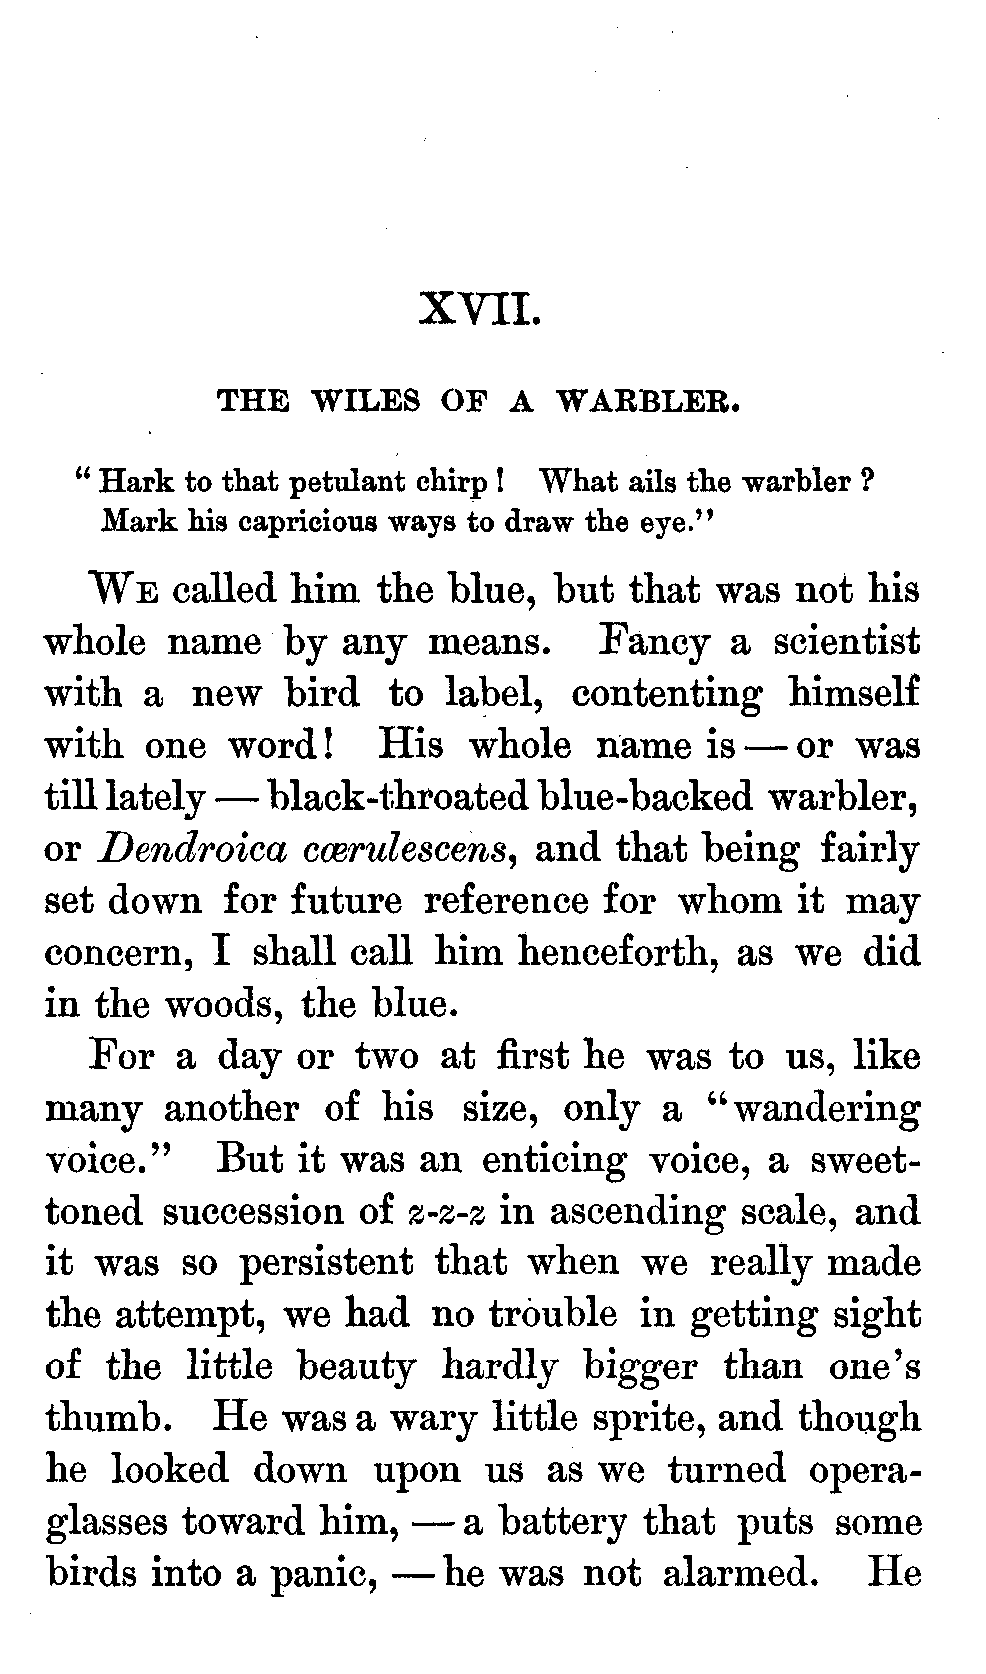 XVII.
THE WILES OF A WARBLER.
"Hark to that petulant chirp! What ails the warbler?
Mark his capricious ways to draw the eye."
WE called him the blue, but that was not his
whole name by any means. Fancy a scientist
with a new bird to label, contenting himself
with one word! His whole name is — or was
till lately — black-throated blue-backed warbler,
or Dendroica cœrulescens, and that being fairly
set down for future reference for whom it may
concern, I shall call him henceforth, as we did
in the woods, the blue.
For a day or two at first he was to us, like
many another of his size, only a "wandering
voice." But it was an enticing voice, a sweet-
toned succession of z-z-z in ascending scale, and
it was so persistent that when we really made
the attempt, we had no trouble in getting sight
of the little beauty hardly bigger than one's
thumb. He was a wary little sprite, and though
he looked down upon us as we turned opera-
glasses toward him, — a battery that puts some
birds into a panic, — he was not alarmed. He